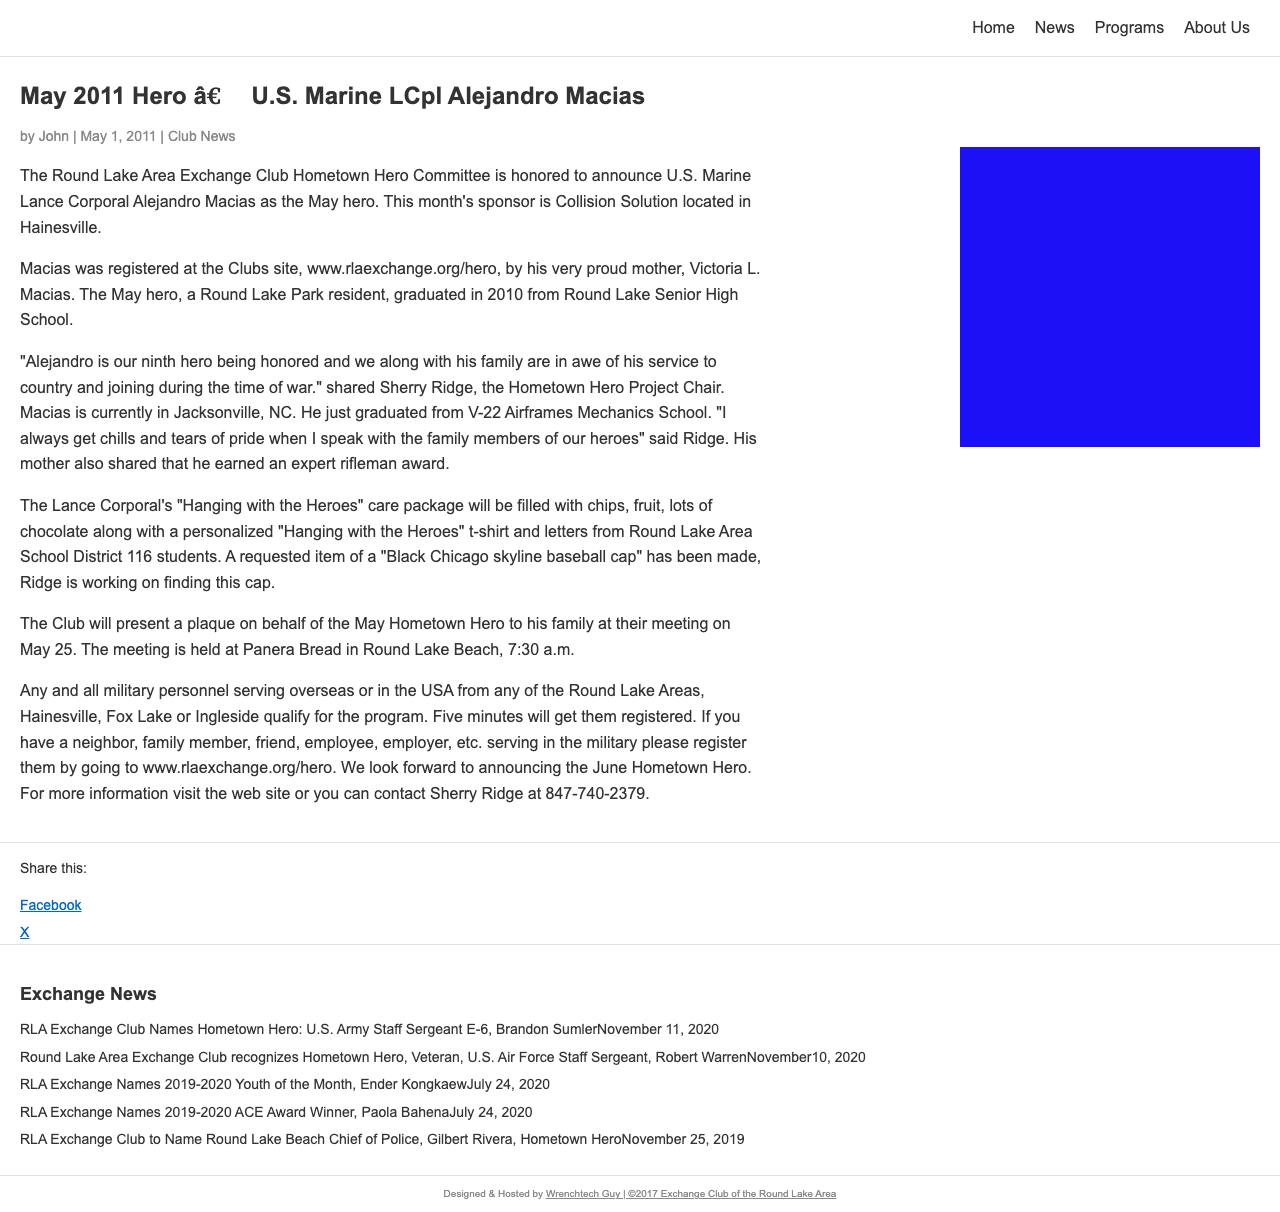 Home News Programs About Us
May 2011 Hero â€ U.S. Marine LCpl Alejandro Macias
by John | May 1, 2011 | Club News
The Round Lake Area Exchange Club Hometown Hero Committee is honored to announce U.S. Marine
Lance Corporal Alejandro Macias as the May hero. This month's sponsor is Collision Solution located in
Hainesville.
Macias was registered at the Clubs site, www.rlaexchange.org/hero, by his very proud mother, Victoria L.
Macias. The May hero, a Round Lake Park resident, graduated in 2010 from Round Lake Senior High
School.
"Alejandro is our ninth hero being honored and we along with his family are in awe of his service to
country and joining during the time of war." shared Sherry Ridge, the Hometown Hero Project Chair.
Macias is currently in Jacksonville, NC. He just graduated from V-22 Airframes Mechanics School. "I
always get chills and tears of pride when I speak with the family members of our heroes" said Ridge. His
mother also shared that he earned an expert rifleman award.
The Lance Corporal's "Hanging with the Heroes" care package will be filled with chips, fruit, lots of
chocolate along with a personalized "Hanging with the Heroes" t-shirt and letters from Round Lake Area
School District 116 students. A requested item of a "Black Chicago skyline baseball cap" has been made,
Ridge is working on finding this cap.
The Club will present a plaque on behalf of the May Hometown Hero to his family at their meeting on
May 25. The meeting is held at Panera Bread in Round Lake Beach, 7:30 a.m.
Any and all military personnel serving overseas or in the USA from any of the Round Lake Areas,
Hainesville, Fox Lake or Ingleside qualify for the program. Five minutes will get them registered. If you
have a neighbor, family member, friend, employee, employer, etc. serving in the military please register
them by going to www.rlaexchange.org/hero. We look forward to announcing the June Hometown Hero.
For more information visit the web site or you can contact Sherry Ridge at 847-740-2379.
Share this:
Facebook
X
Exchange News
RLA Exchange Club Names Hometown Hero: U.S. Army Staff Sergeant E-6, Brandon SumlerNovember 11, 2020
Round Lake Area Exchange Club recognizes Hometown Hero, Veteran, U.S. Air Force Staff Sergeant, Robert WarrenNovember10, 2020
RLA Exchange Names 2019-2020 Youth of the Month, Ender KongkaewJuly 24, 2020
RLA Exchange Names 2019-2020 ACE Award Winner, Paola BahenaJuly 24, 2020
RLA Exchange Club to Name Round Lake Beach Chief of Police, Gilbert Rivera, Hometown HeroNovember 25, 2019
Designed & Hosted by Wrenchtech Guy | ©2017 Exchange Club of the Round Lake Area